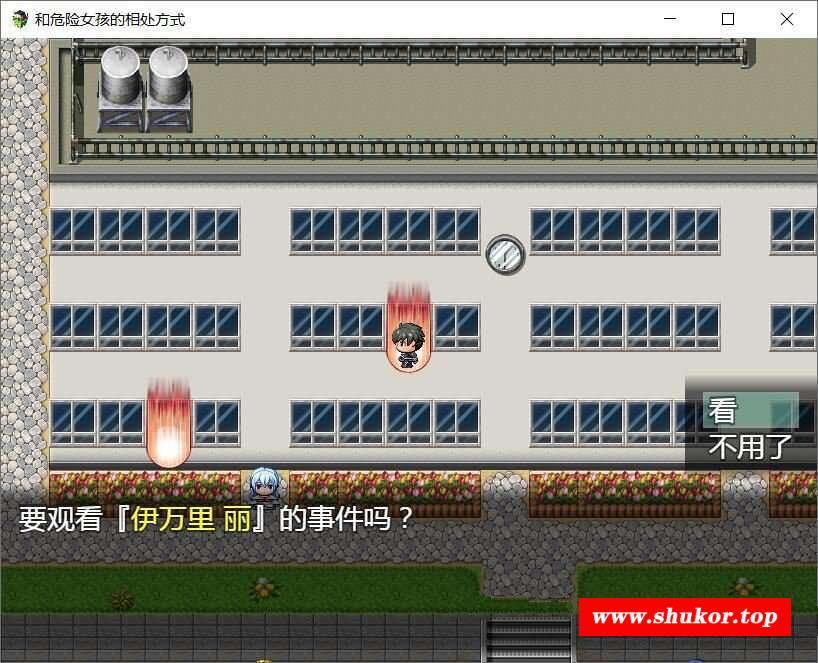 和危险女孩的相处方式
看
不用了
要观看『伊万里 丽』的事件吗？
www.shukor.top